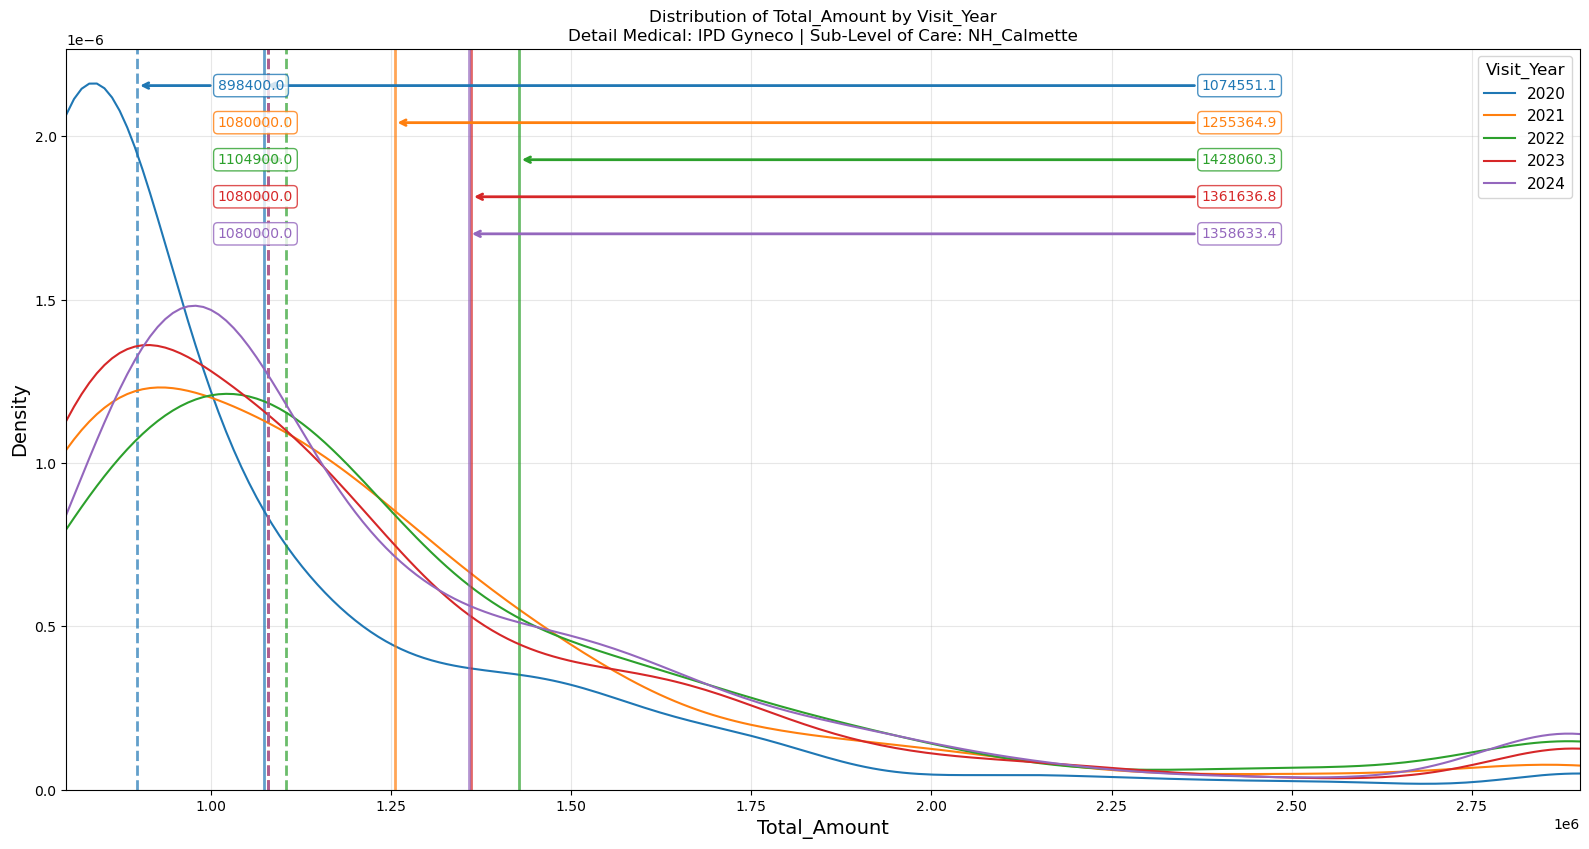 Distribution of Total_Amount by Visit_Year
Detail Medical: IPD Gyneco | Sub-Level of Care: NH_Calmette
1e−6
Visit_Year
2020
2021
2022
2023
2024
898400.0 1074551.1
1080000.0 1255364.9
1104900.0 1428060.3
1080000.0 1361636.8
1080000.0 1358633.4
Density
2.0
1.5
1.0
0.5
0.0
1.00 1.25 1.50 1.75 2.00 2.25 2.50 2.75
1e6
Total_Amount